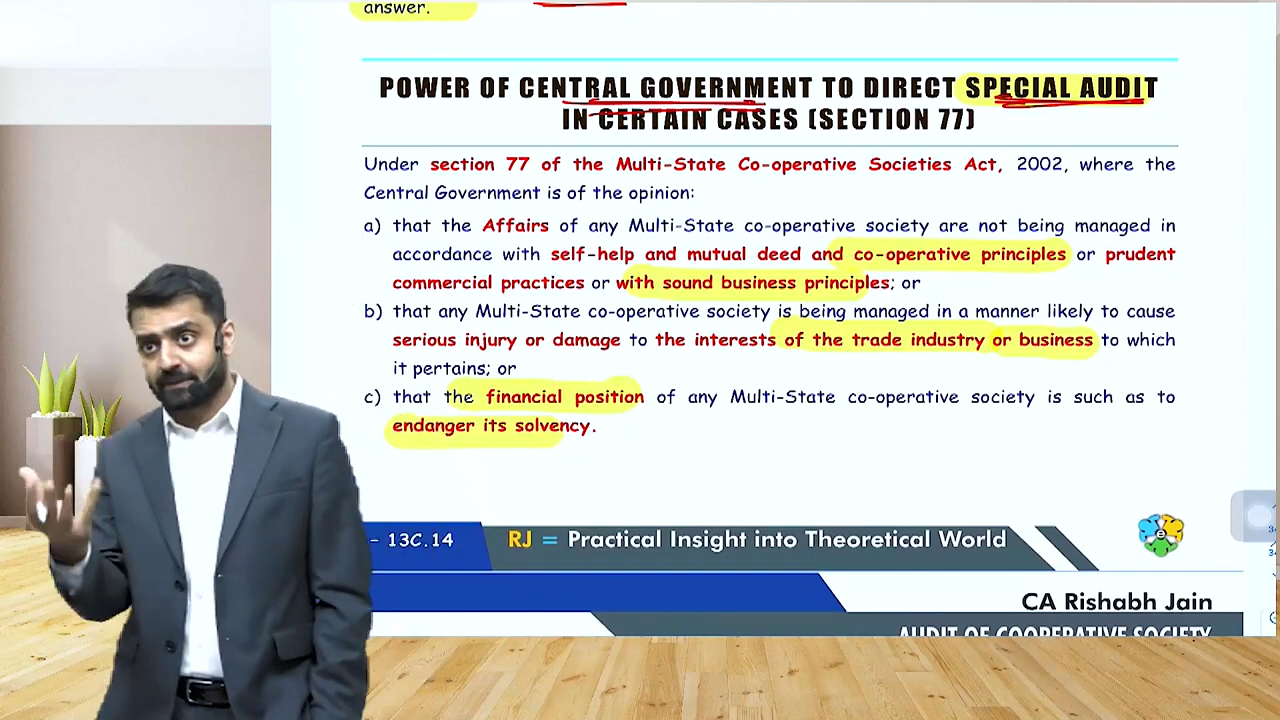 answer.
POWER OF CENTRAL GOVERNMENT TO DIRECT SPECIAL AUDIT
IN CERTAIN CASES (SECTION 77)
Under section 77 of the Multi-State Co-operative Societies Act, 2002, where the
Central Government is of the opinion:
a) that the Affairs of any Multi-State co-operative society are not being managed in
accordance with self-help and mutual deed and co-operative principles or prudent
commercial practices or with sound business principles; or
b) that any Multi-State co-operative society is being managed in a manner likely to cause
serious injury or damage to the interests of the trade industry or business to which
it pertains; or
c) that the financial position of any Multi-State co-operative society is such as to
endanger its solvency.
- 13C.14
RJ = Practical Insight into Theoretical World
CA Rishabh Jain
AUDIT OF COOPERATIVE SOCIETY